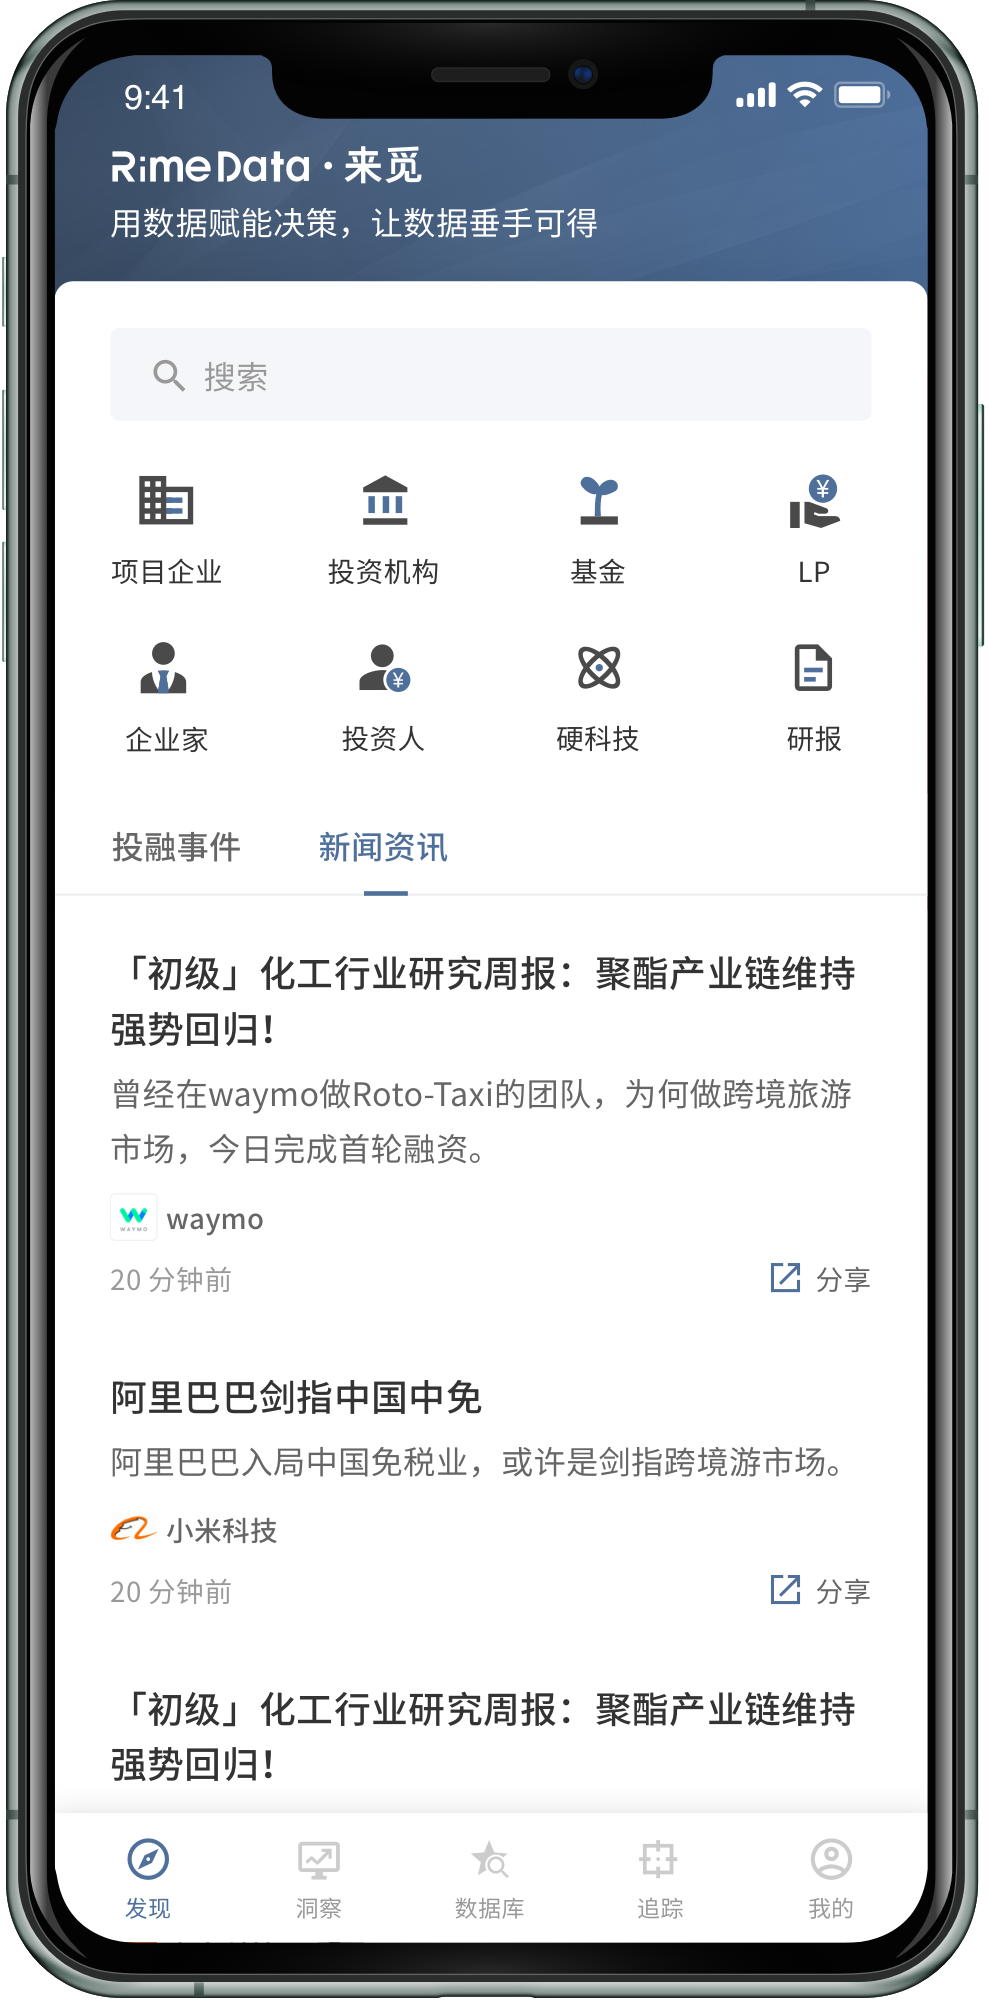 9:41
RimeData · 来觅
用数据赋能决策，让数据垂手可得
搜索
项目企业 投资机构 基金 LP
企业家 投资人 硬科技 研报
投融事件 新闻资讯
「初级」化工行业研究周报：聚酯产业链维持
强势回归！
曾经在waymo做Roto-Taxi的团队，为何做跨境旅游
市场，今日完成首轮融资。
WAYMO
waymo
20 分钟前 分享
阿里巴巴剑指中国中免
阿里巴巴入局中国免税业，或许是剑指跨境游市场。
小米科技
20 分钟前 分享
「初级」化工行业研究周报：聚酯产业链维持
强势回归！
发现 洞察 数据库 追踪 我的